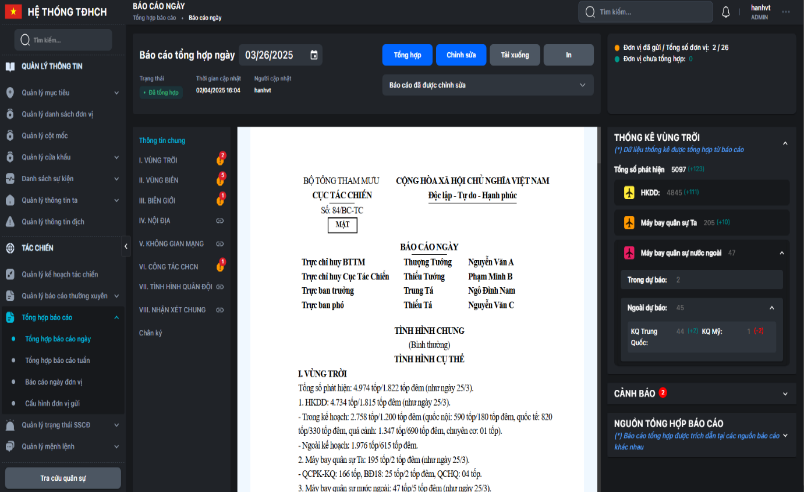 HỆ THỐNG TĐHCH
Tìm kiếm...
QUẢN LÝ THÔNG TIN
Quản lý mục tiêu
Quản lý danh sách đơn vị
Quản lý cột mốc
Quản lý cửa khẩu
Danh sách sự kiện
Quản lý thông tin ta
Quản lý thông tin địch
TÁC CHIẾN
Quản lý kế hoạch tác chiến
Quản lý báo cáo thường xuyên
Tổng hợp báo cáo
Tổng hợp báo cáo ngày
Tổng hợp báo cáo tuần
Báo cáo ngày đơn vị
Cấu hình đơn vị gửi
Quản lý trạng thái SSCĐ
Quản lý mệnh lệnh
Tra cứu quân sự
BÁO CÁO NGÀY
Tổng hợp báo cáo • Báo cáo ngày
Tìm kiếm...
hanhvt
ADMIN
Báo cáo tổng hợp ngày 03/26/2025
Tổng hợp
Chỉnh sửa
Tải xuống
In
Trạng thái Thời gian cập nhật Người cập nhật
Đã tổng hợp 02/04/2025 16:04 hanhvt
Báo cáo đã được chỉnh sửa
Thông tin chung
I. VÙNG TRỜI
II. VÙNG BIỂN
III. BIÊN GIỚI
IV. NỘI ĐỊA
V. KHÔNG GIAN MẠNG
VI. CÔNG TÁC CHCN
VII. TÌNH HÌNH QUÂN ĐỘI
VIII. NHẬN XÉT CHUNG
Chân ký
BỘ TỔNG THAM MƯU CỘNG HÒA XÃ HỘI CHỦ NGHĨA VIỆT NAM
CỤC TÁC CHIẾN Độc lập - Tự do - Hạnh phúc
Số: 84/BC-TC
MẬT
BÁO CÁO NGÀY
Trực chỉ huy BTTM Thượng Tướng Nguyễn Văn A
Trực chỉ huy Cục Tác Chiến Thiếu Tướng Phạm Minh B
Trực ban trưởng Trung Tá Ngô Đình Nam
Trực ban phó Thiếu Tá Nguyễn Văn C
TÌNH HÌNH CHUNG
(Bình thường)
TÌNH HÌNH CỤ THỂ
I. VÙNG TRỜI
Tổng số phát hiện: 4.974 tốp/1.822 tốp đêm (như ngày 25/3).
1. HKDD: 4.734 tốp/1.815 tốp đêm (như ngày 25/3).
- Trong kế hoạch: 2.758 tốp/1.200 tốp đêm (quốc nội: 590 tốp/180 tốp đêm, quốc tế: 820
tốp/330 tốp đêm, quá cảnh: 1.347 tốp/690 tốp đêm, chuyên cơ: 01 tốp).
- Ngoài kế hoạch: 1.976 tốp/615 tốp đêm.
2. Máy bay quân sự Ta: 195 tốp/2 tốp đêm (như ngày 25/3).
- QCPK-KQ: 166 tốp, BĐ18: 25 tốp/2 tốp đêm, QCHQ: 04 tốp.
3. Máy bay quân sự nước ngoài: 47 tốp/5 tốp đêm (như ngày 25/3).
Đơn vị đã gửi / Tổng số đơn vị: 2 / 26
Đơn vị chưa tổng hợp: 0
THỐNG KÊ VÙNG TRỜI
(*) Dữ liệu thống kê được tổng hợp từ báo cáo
Tổng số phát hiện 5097 (+123)
HKDD: 4845 (+111)
Máy bay quân sự Ta 205 (+10)
Máy bay quân sự nước ngoài 47
Trong dự báo: 2
Ngoài dự báo: 45
KQ Trung 44 (+7) KQ Mỹ: 1 (-7)
Quốc:
CẢNH BÁO 2
NGUỒN TỔNG HỢP BÁO CÁO
(*) Báo cáo tổng hợp được trích dẫn tại các nguồn báo cáo
khác nhau